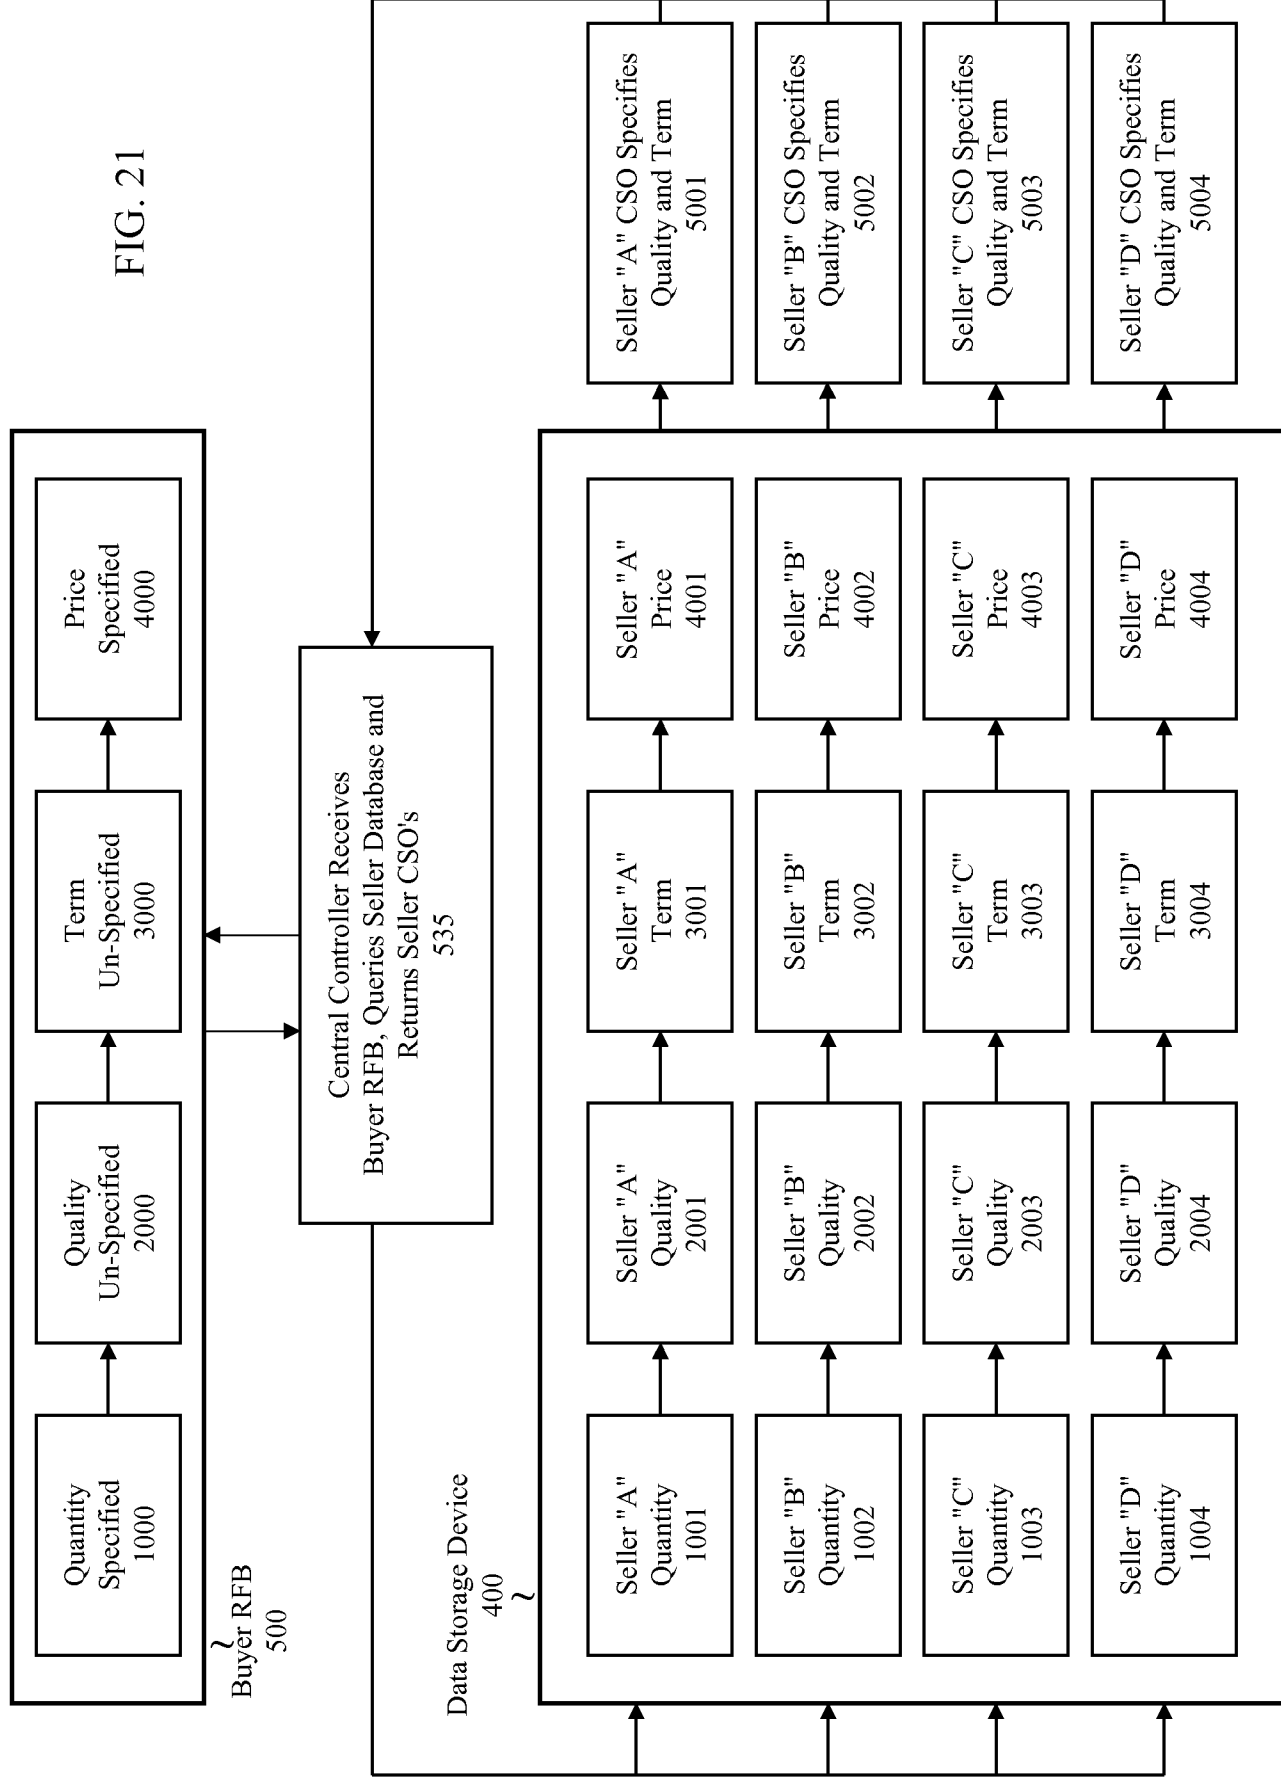 FIG. 21
Quantity
Specified
1000
Quality
Un-Specified
2000
Term
Un-Specified
3000
Price
Specified
4000
Buyer RFB
500
Central Controller Receives
Buyer RFB, Queries Seller Database and
Returns Seller CSO's
535
Data Storage Device
400
Seller "A"
Quantity
1001
Seller "A"
Quality
2001
Seller "A"
Term
3001
Seller "A"
Price
4001
Seller "A" CSO Specifies
Quality and Term
5001
Seller "B"
Quantity
1002
Seller "B"
Quality
2002
Seller "B"
Term
3002
Seller "B"
Price
4002
Seller "B" CSO Specifies
Quality and Term
5002
Seller "C"
Quantity
1003
Seller "C"
Quality
2003
Seller "C"
Term
3003
Seller "C"
Price
4003
Seller "C" CSO Specifies
Quality and Term
5003
Seller "D"
Quantity
1004
Seller "D"
Quality
2004
Seller "D"
Term
3004
Seller "D"
Price
4004
Seller "D" CSO Specifies
Quality and Term
5004